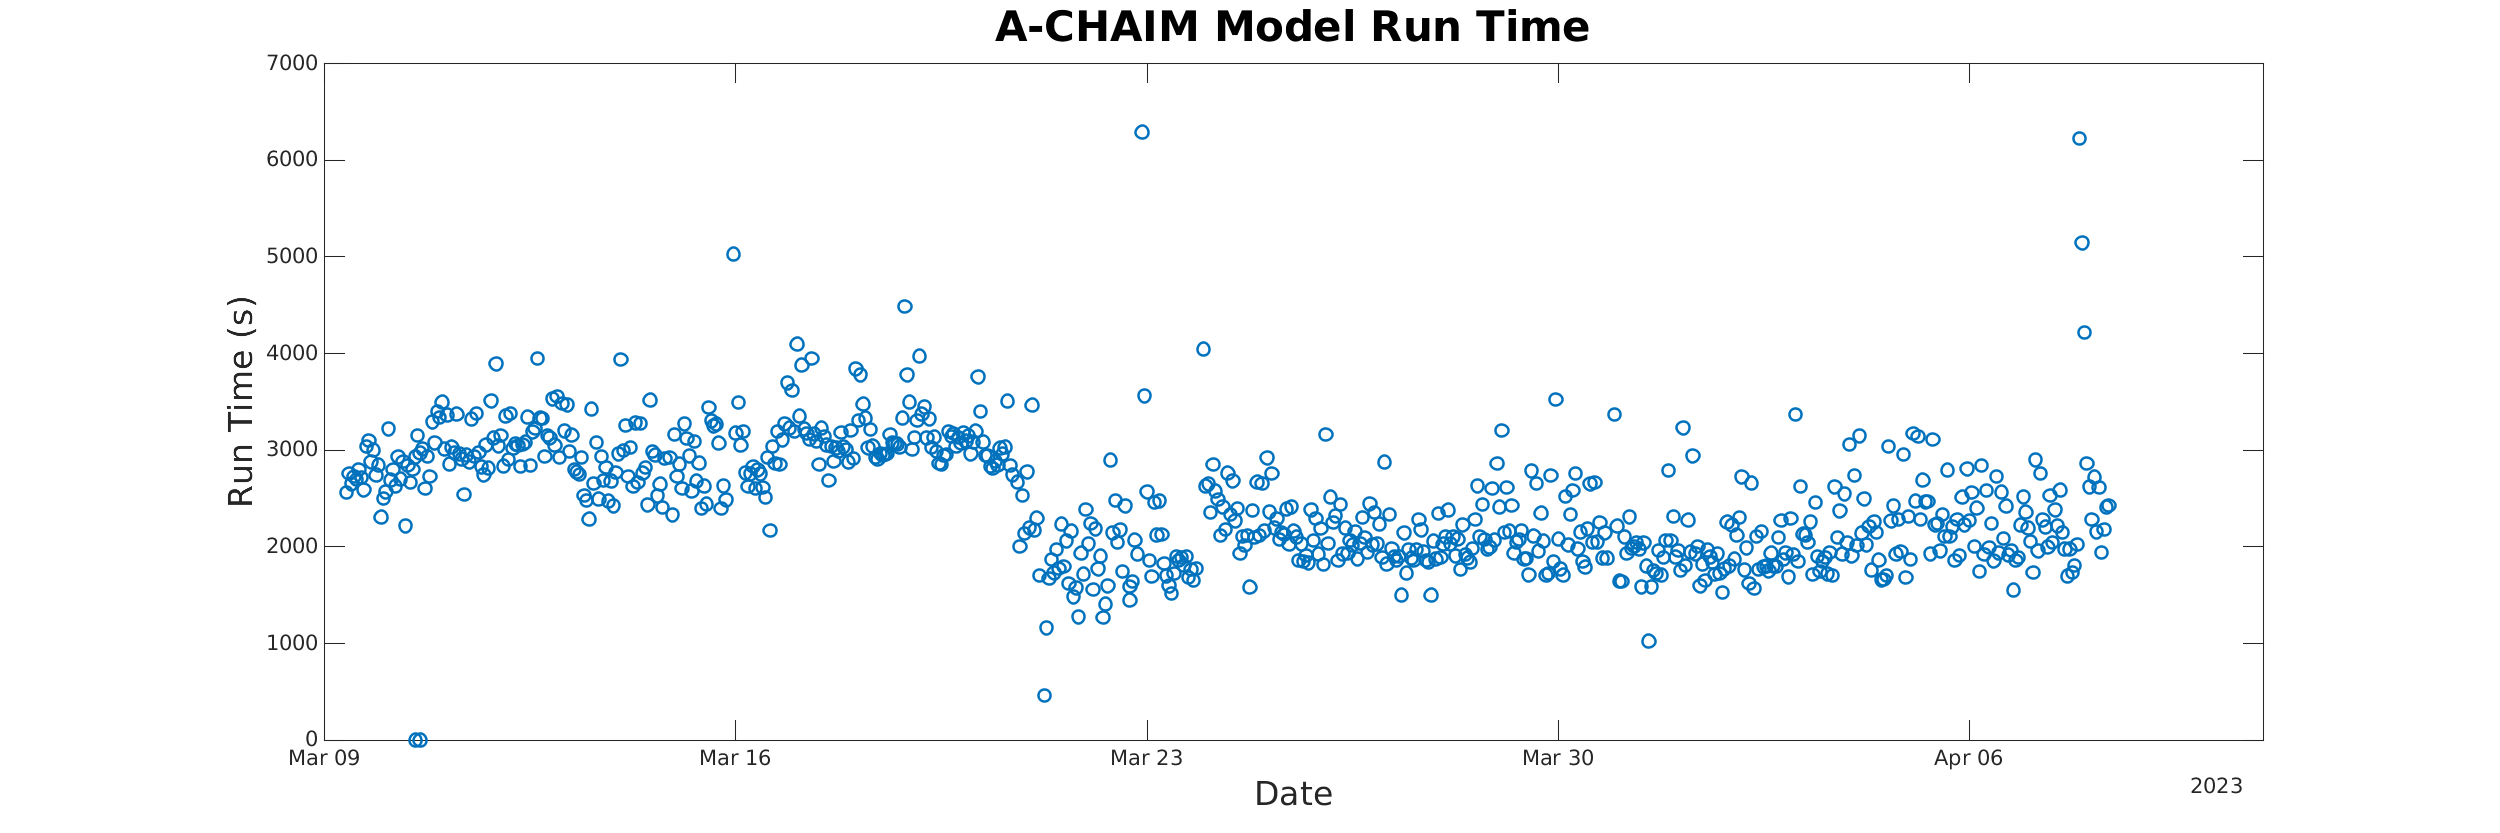 A-CHAIM Model Run Time
7000
6000
5000
4000
3000
2000
1000
0
Run Time (s)
Mar 09 Mar 16 Mar 23 Mar 30 Apr 06
Date
2023